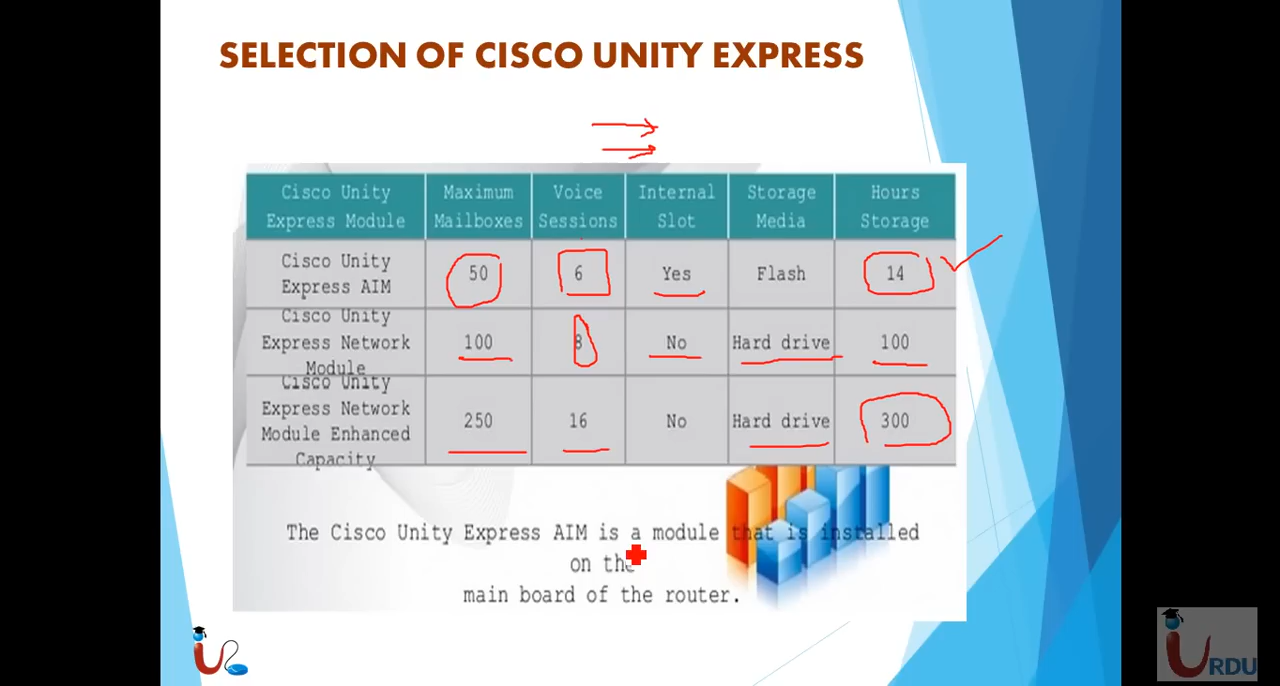 SELECTION OF CISCO UNITY EXPRESS
Cisco Unity Express Module Maximum Mailboxes Voice Sessions Internal Slot Storage Media Hours Storage
Cisco Unity Express AIM 50 6 Yes Flash 14
Cisco Unity Express Network Module 100 8 No Hard drive 100
Cisco Unity Express Network Module Enhanced Capacity 250 16 No Hard drive 300
The Cisco Unity Express AIM is a module that is installed
on the
main board of the router.
URDU